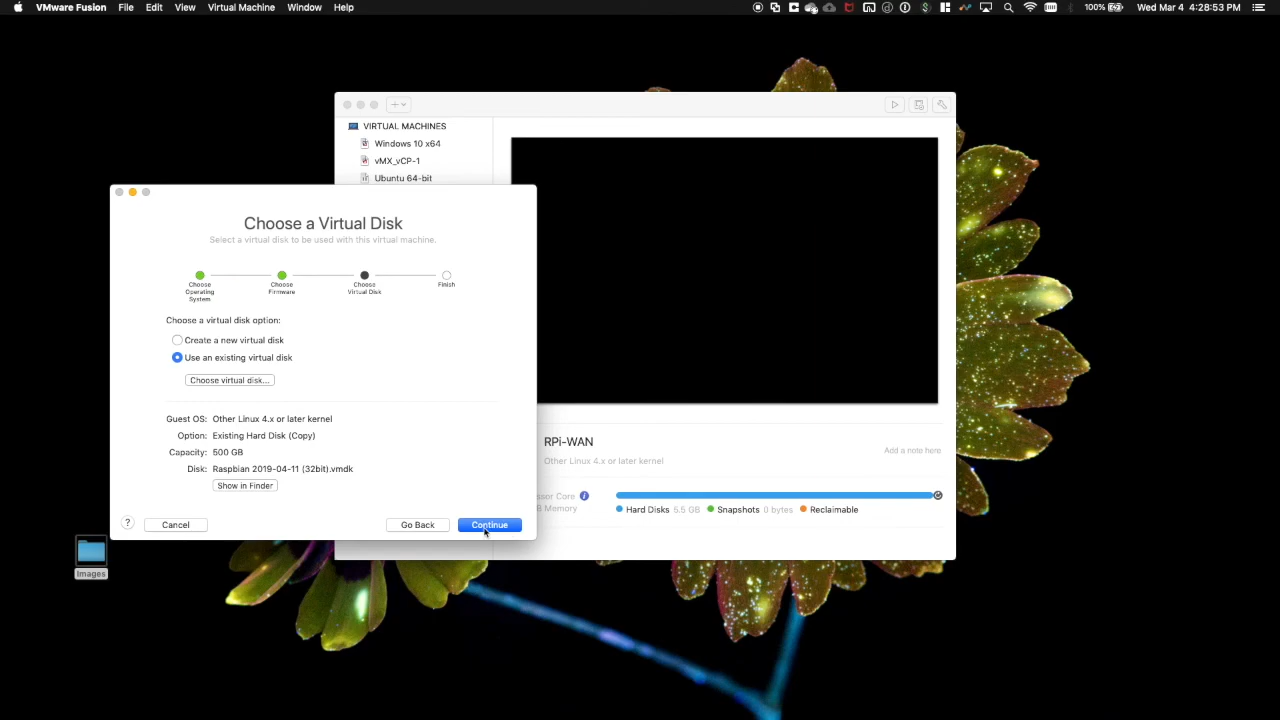 VMware Fusion File Edit View Virtual Machine Window Help 100% Wed Mar 4 4:28:53 PM
VIRTUAL MACHINES
Windows 10 x64
vMX_vCP-1
Ubuntu 64-bit
Choose a Virtual Disk
Select a virtual disk to be used with this virtual machine.
Choose Operating System
Choose Firmware
Choose Virtual Disk
Finish
Choose a virtual disk option:
Create a new virtual disk
Use an existing virtual disk
Choose virtual disk...
Guest OS: Other Linux 4.x or later kernel
Option: Existing Hard Disk (Copy)
Capacity: 500 GB
Disk: Raspbian 2019-04-11 (32bit).vmdk
Show in Finder
? Cancel Go Back Continue
RPi-WAN
Other Linux 4.x or later kernel
Add a note here
ssor Core
B Memory
Hard Disks 5.5 GB Snapshots 0 bytes Reclaimable
Images